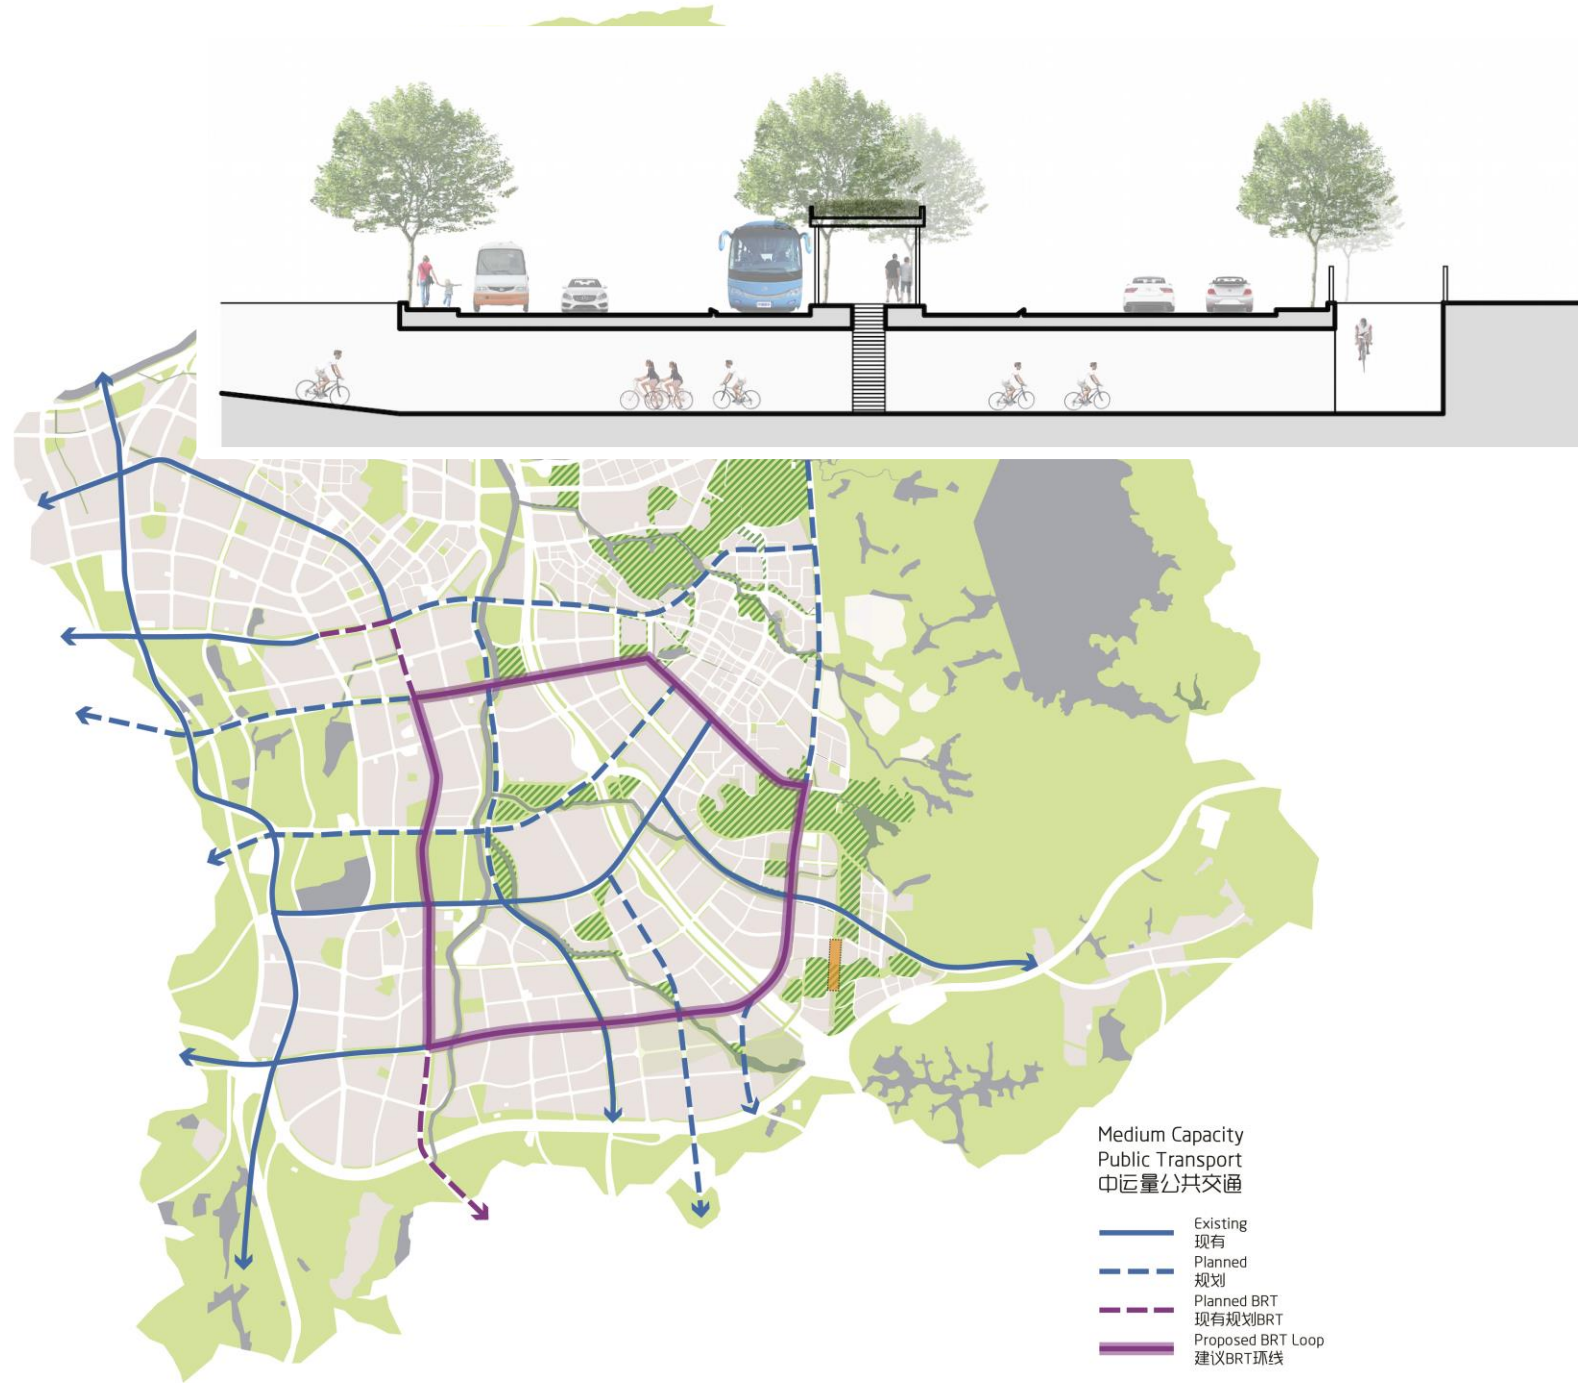 Medium Capacity
Public Transport
中运量公共交通
Existing
现有
Planned
规划
Planned BRT
现有规划BRT
Proposed BRT Loop
建议BRT环线